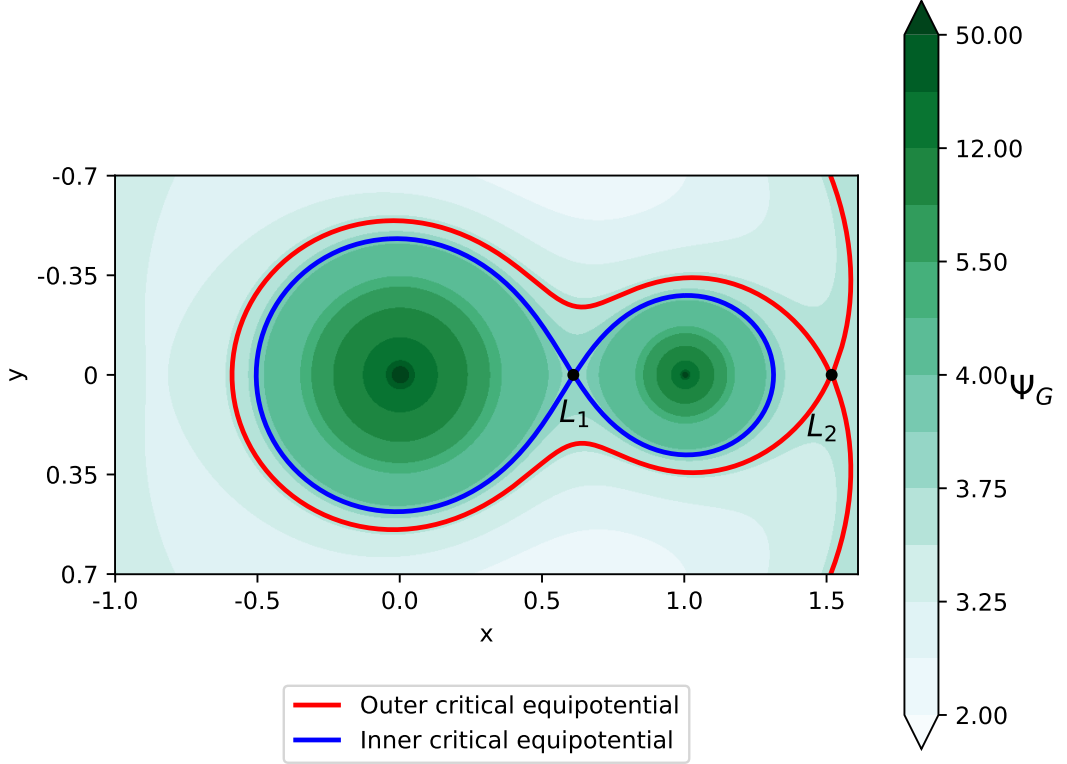 -0.7
-0.35
0
0.35
0.7
y
-1.0
-0.5
0.0
0.5
1.0
1.5
x
L1
L2
50.00
12.00
5.50
4.00
3.75
3.25
2.00
ΨG
Outer critical equipotential
Inner critical equipotential